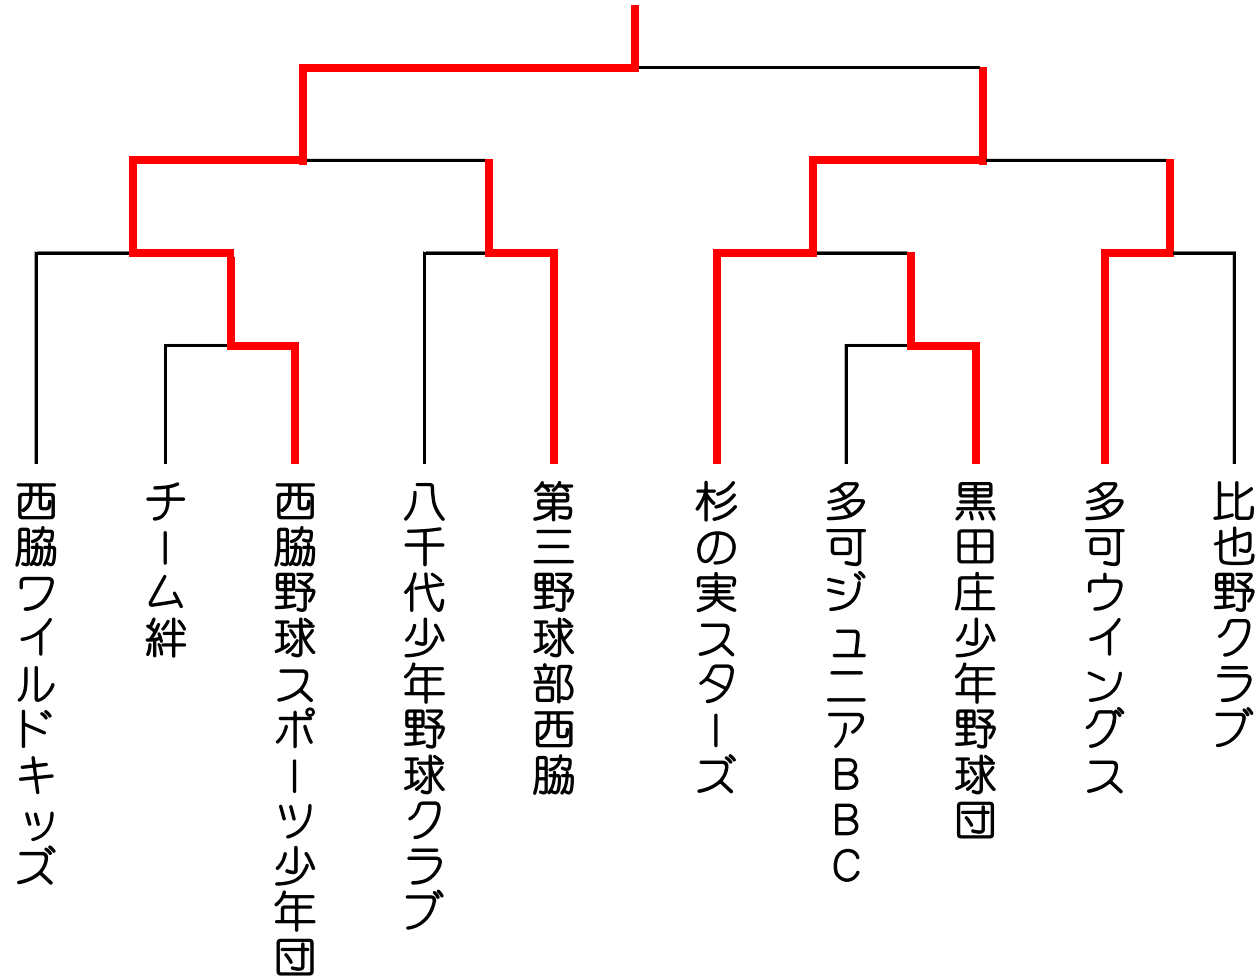 西脇ワイルドキッズ
チーム絆
西脇野球スポーツ少年団
八千代少年野球クラブ
第三野球部西脇
杉の実スターズ
多可ジュニアBBC
黒田庄少年野球団
多可ウイングス
比也野クラブ